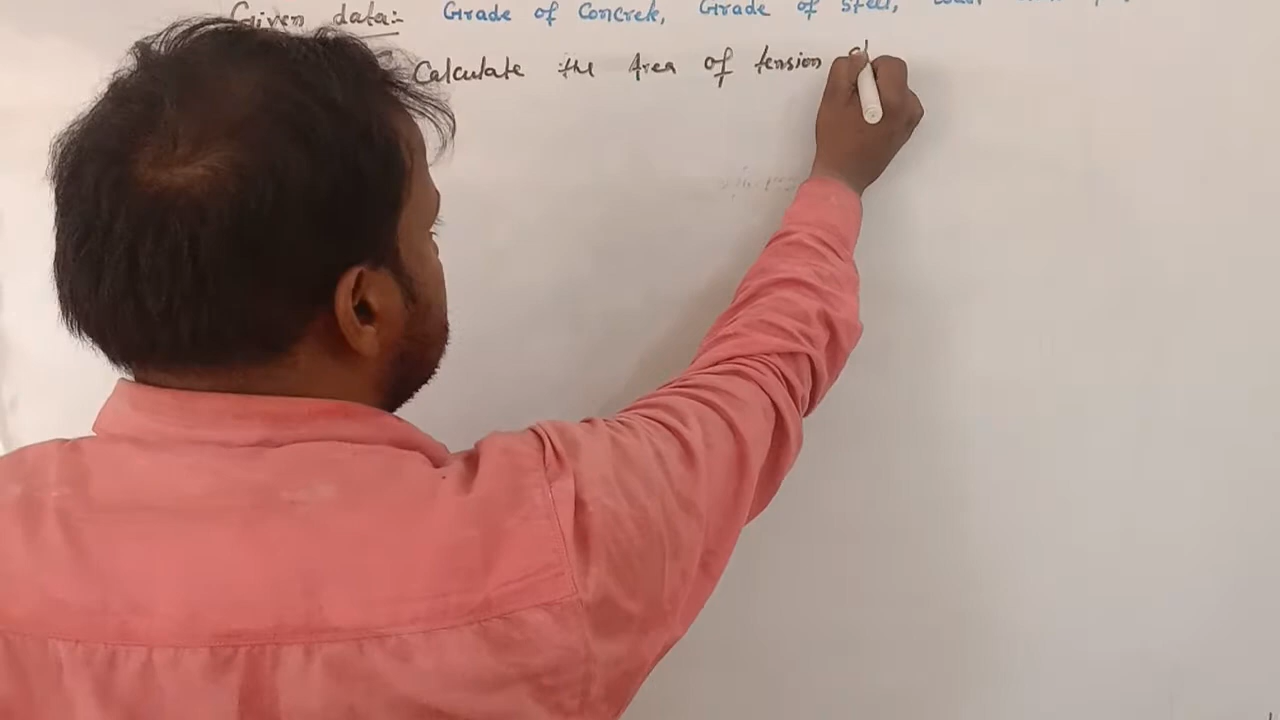 Given data:- Grade of Concrete, Grade of Steel,
Calculate the Area of tension